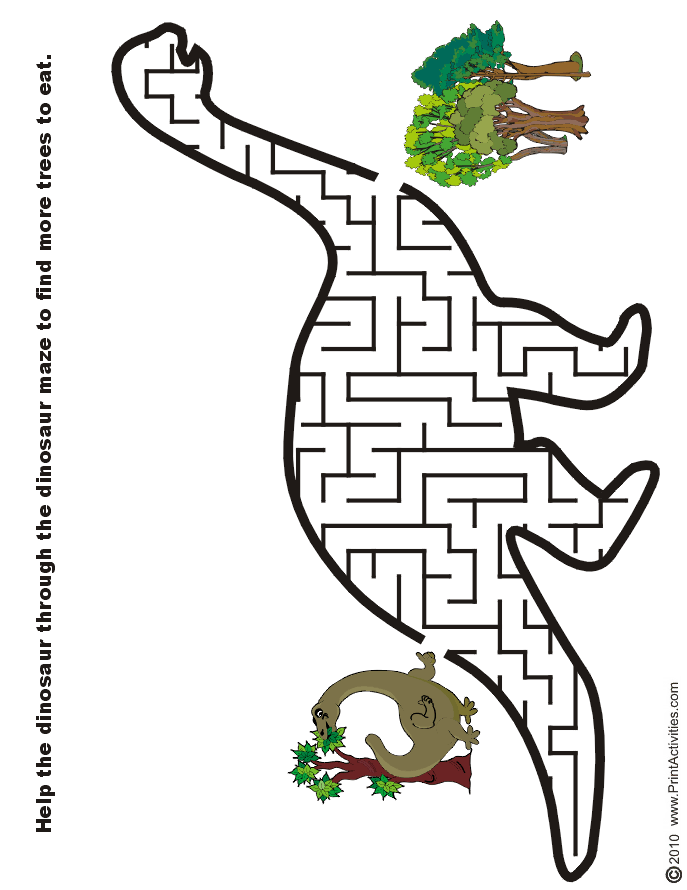 Help the dinosaur through the dinosaur maze to find more trees to eat.
© 2010 www.PrintActivities.com